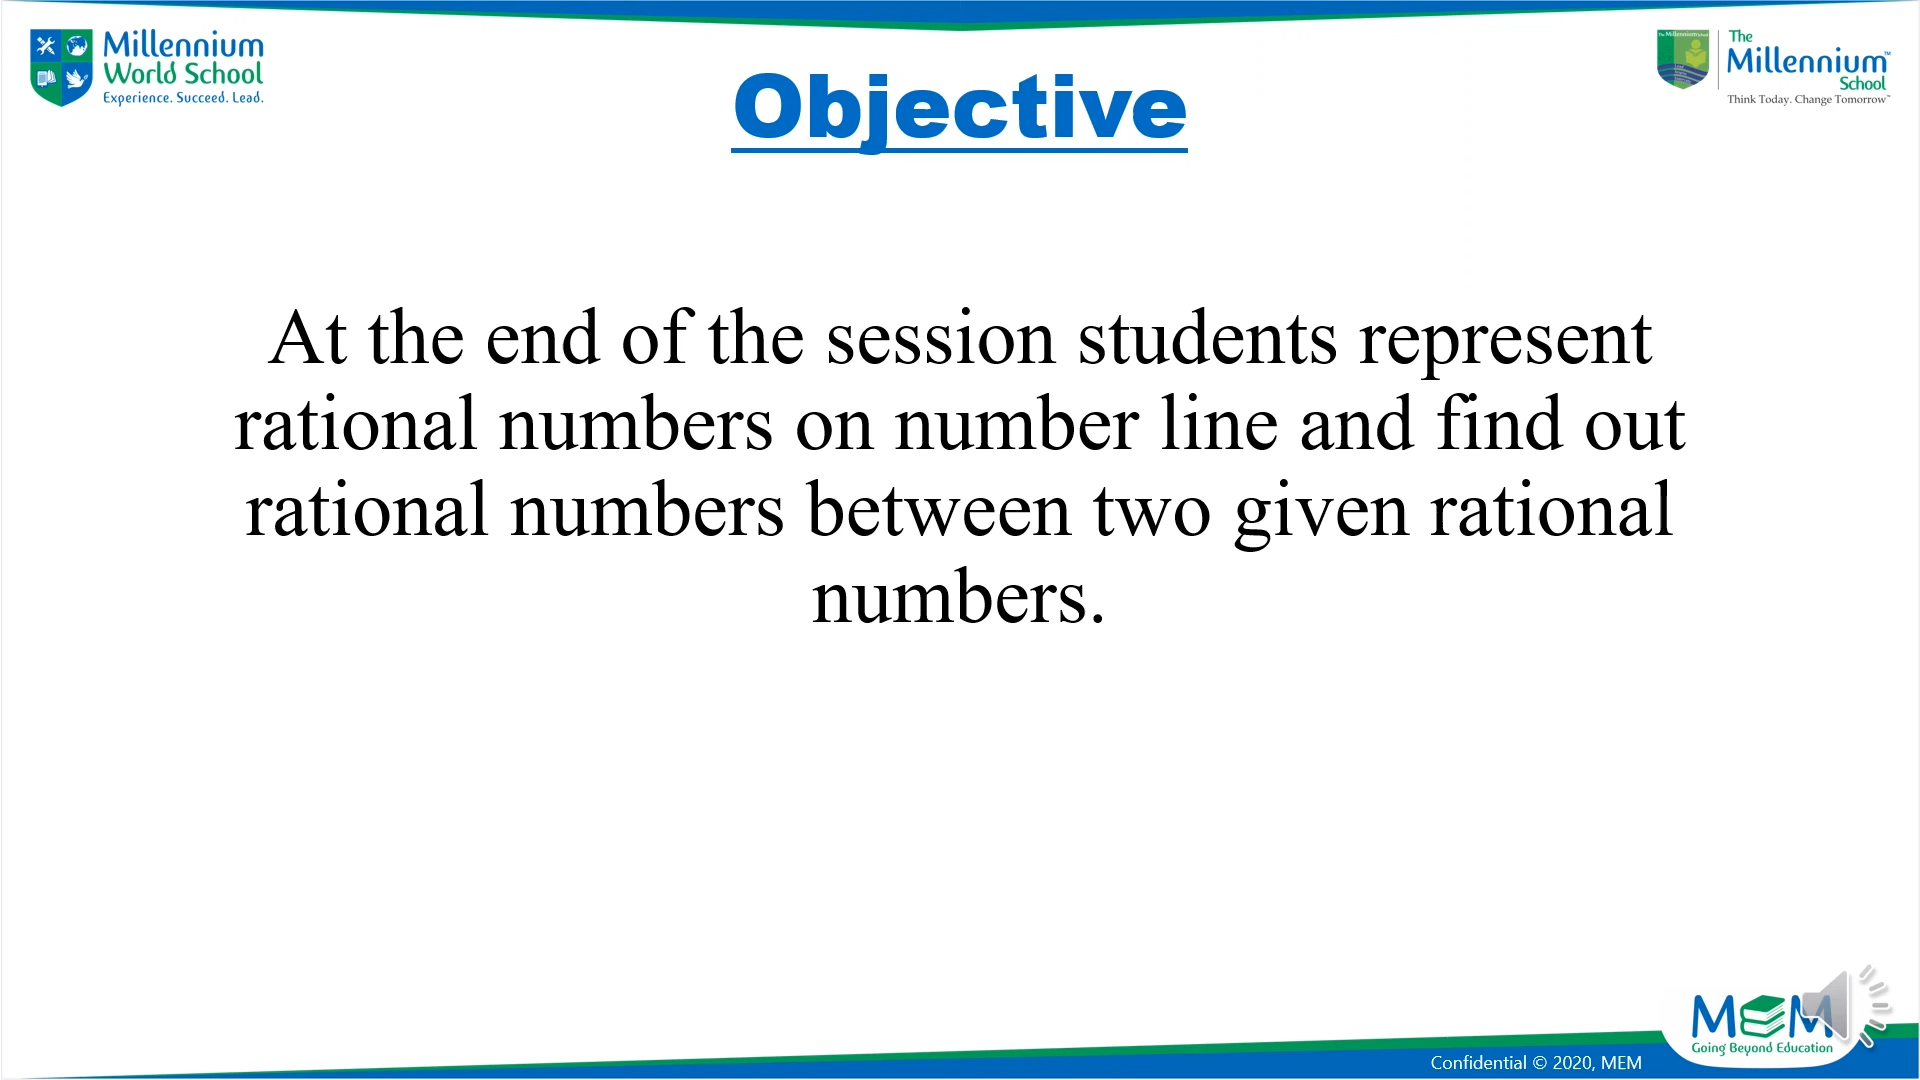 Millennium
World School
Experience. Succeed. Lead.
The
Millennium™
School
Think Today. Change Tomorrow™
Objective
At the end of the session students represent
rational numbers on number line and find out
rational numbers between two given rational
numbers.
MEM
Going Beyond Education
Confidential © 2020, MEM